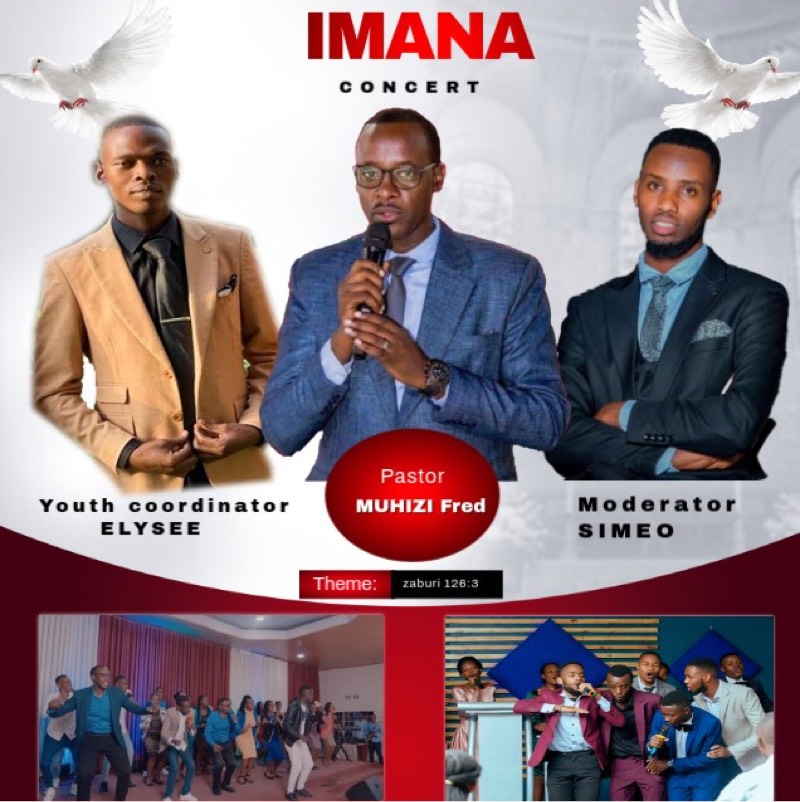 IMANA
CONCERT
Youth coordinator
ELYSEE
Pastor
MUHIZI Fred
Moderator
SIMEO
Theme: zaburi 126:3